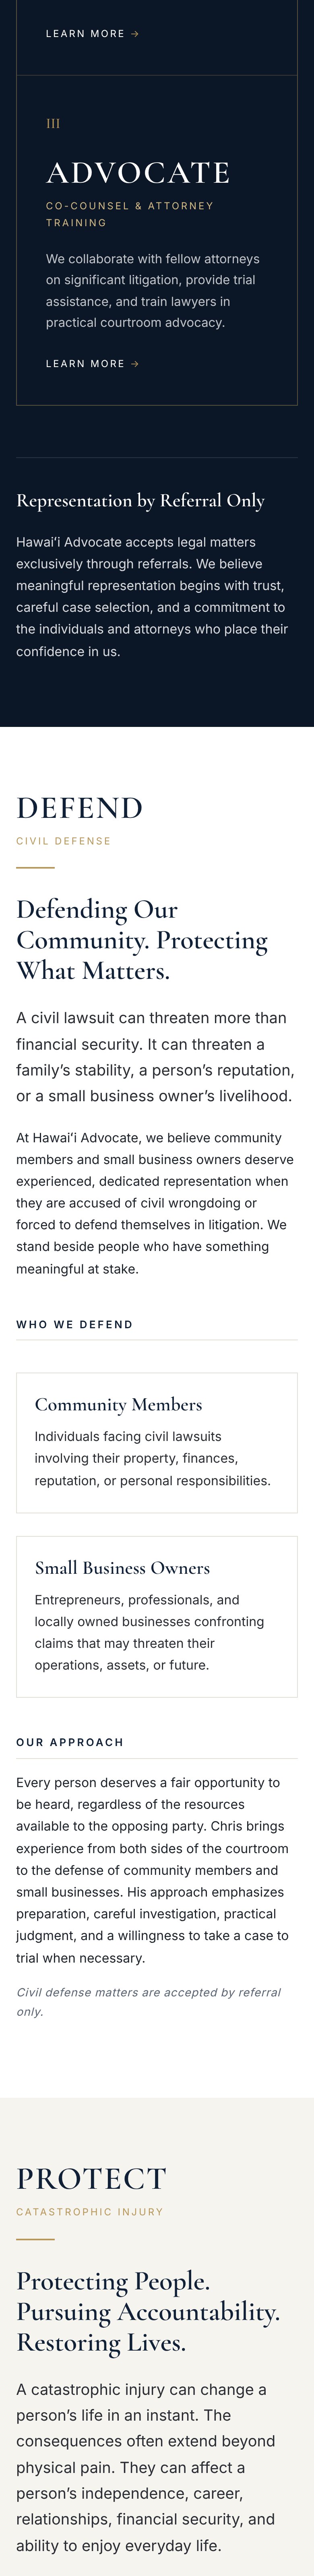 LEARN MORE →
III
ADVOCATE
CO-COUNSEL & ATTORNEY
TRAINING
We collaborate with fellow attorneys
on significant litigation, provide trial
assistance, and train lawyers in
practical courtroom advocacy.
LEARN MORE →
Representation by Referral Only
Hawaiʻi Advocate accepts legal matters
exclusively through referrals. We believe
meaningful representation begins with trust,
careful case selection, and a commitment to
the individuals and attorneys who place their
confidence in us.
DEFEND
CIVIL DEFENSE
Defending Our
Community. Protecting
What Matters.
A civil lawsuit can threaten more than
financial security. It can threaten a
family’s stability, a person’s reputation,
or a small business owner’s livelihood.
At Hawaiʻi Advocate, we believe community
members and small business owners deserve
experienced, dedicated representation when
they are accused of civil wrongdoing or
forced to defend themselves in litigation. We
stand beside people who have something
meaningful at stake.
WHO WE DEFEND
Community Members
Individuals facing civil lawsuits
involving their property, finances,
reputation, or personal responsibilities.
Small Business Owners
Entrepreneurs, professionals, and
locally owned businesses confronting
claims that may threaten their
operations, assets, or future.
OUR APPROACH
Every person deserves a fair opportunity to
be heard, regardless of the resources
available to the opposing party. Chris brings
experience from both sides of the courtroom
to the defense of community members and
small businesses. His approach emphasizes
preparation, careful investigation, practical
judgment, and a willingness to take a case to
trial when necessary.
Civil defense matters are accepted by referral
only.
PROTECT
CATASTROPHIC INJURY
Protecting People.
Pursuing Accountability.
Restoring Lives.
A catastrophic injury can change a
person’s life in an instant. The
consequences often extend beyond
physical pain. They can affect a
person’s independence, career,
relationships, financial security, and
ability to enjoy everyday life.